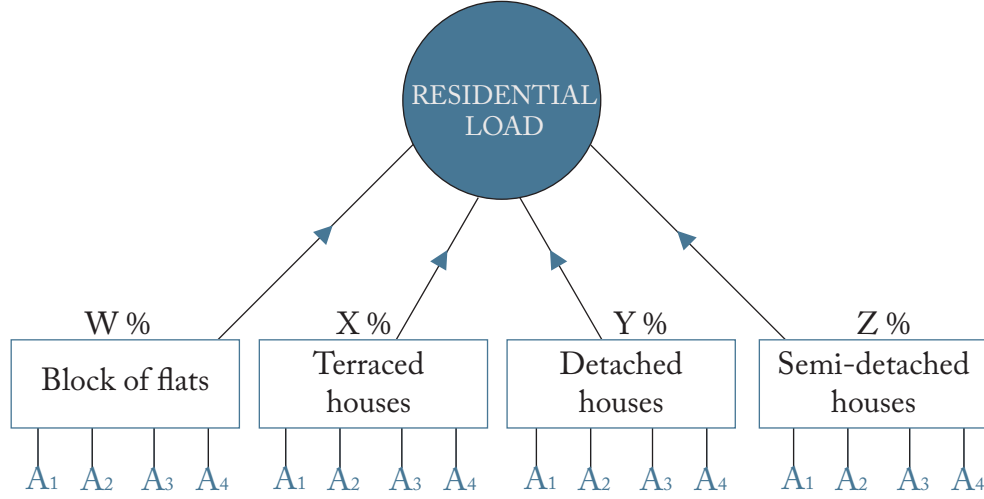 RESIDENTIAL
LOAD
W %
X %
Y %
Z %
Block of flats
Terraced
houses
Detached
houses
Semi-detached
houses
A1 A2 A3 A4 A1 A2 A3 A4 A1 A2 A3 A4 A1 A2 A3 A4